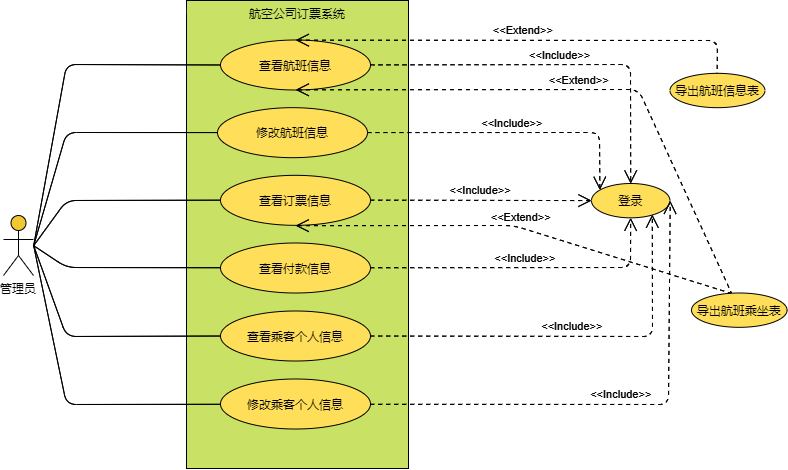 航空公司订票系统
<<Extend>>
查看航班信息
<<Include>>
<<Extend>>
导出航班信息表
修改航班信息
<<Include>>
查看订票信息
<<Include>>
登录
<<Extend>>
管理员
查看付款信息
<<Include>>
导出航班乘坐表
查看乘客个人信息
<<Include>>
修改乘客个人信息
<<Include>>